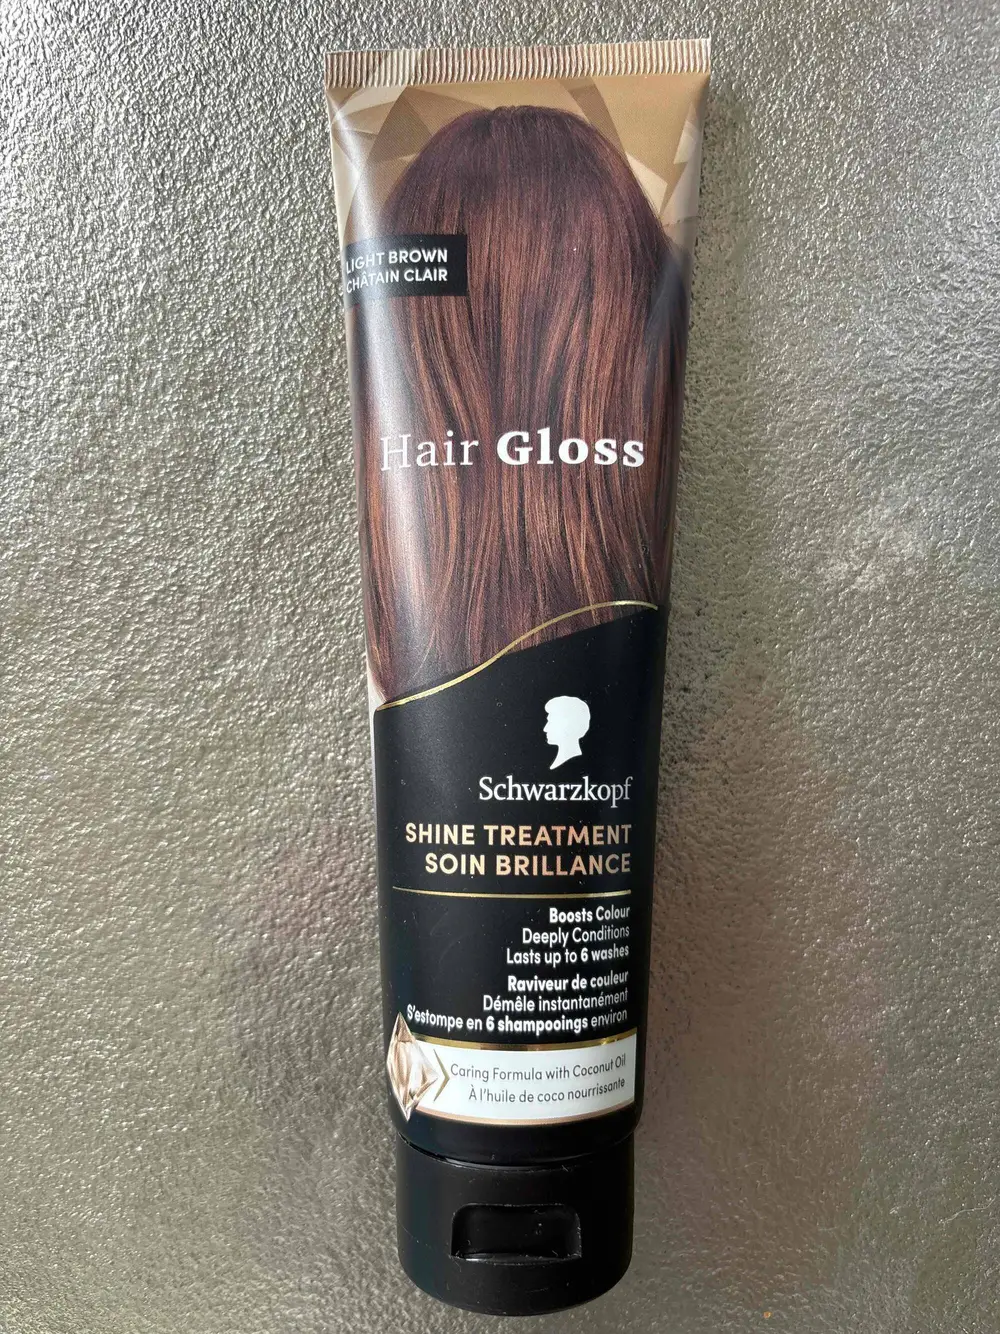 LIGHT BROWN
CHÂTAIN CLAIR
Hair Gloss
Schwarzkopf
SHINE TREATMENT
SOIN BRILLANCE
Boosts Colour
Deeply Conditions
Lasts up to 6 washes
Raviveur de couleur
Démêle instantanément
S'estompe en 6 shampooings environ
Caring Formula with Coconut Oil
À l'huile de coco nourrissante